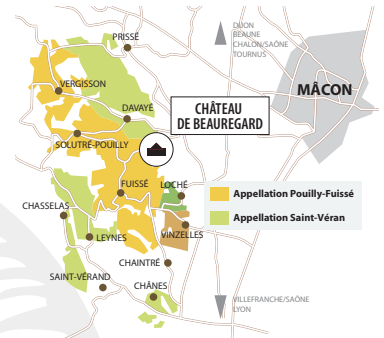 DIJON
BEAUNE
CHALON/SAÔNE
TOURNUS
PRISSÉ
VERGISSON
MÂCON
DAVAYÉ
CHÂTEAU
DE BEAUREGARD
SOLUTRÉ-POUILLY
FUISSÉ
LOCHÉ
Appellation Pouilly-Fuissé
CHASSELAS
Appellation Saint-Véran
LEYNES
VINZELLES
CHAINTRÉ
SAINT-VÉRAND
CHÂNES
VILLEFRANCHE/SAÔNE
LYON